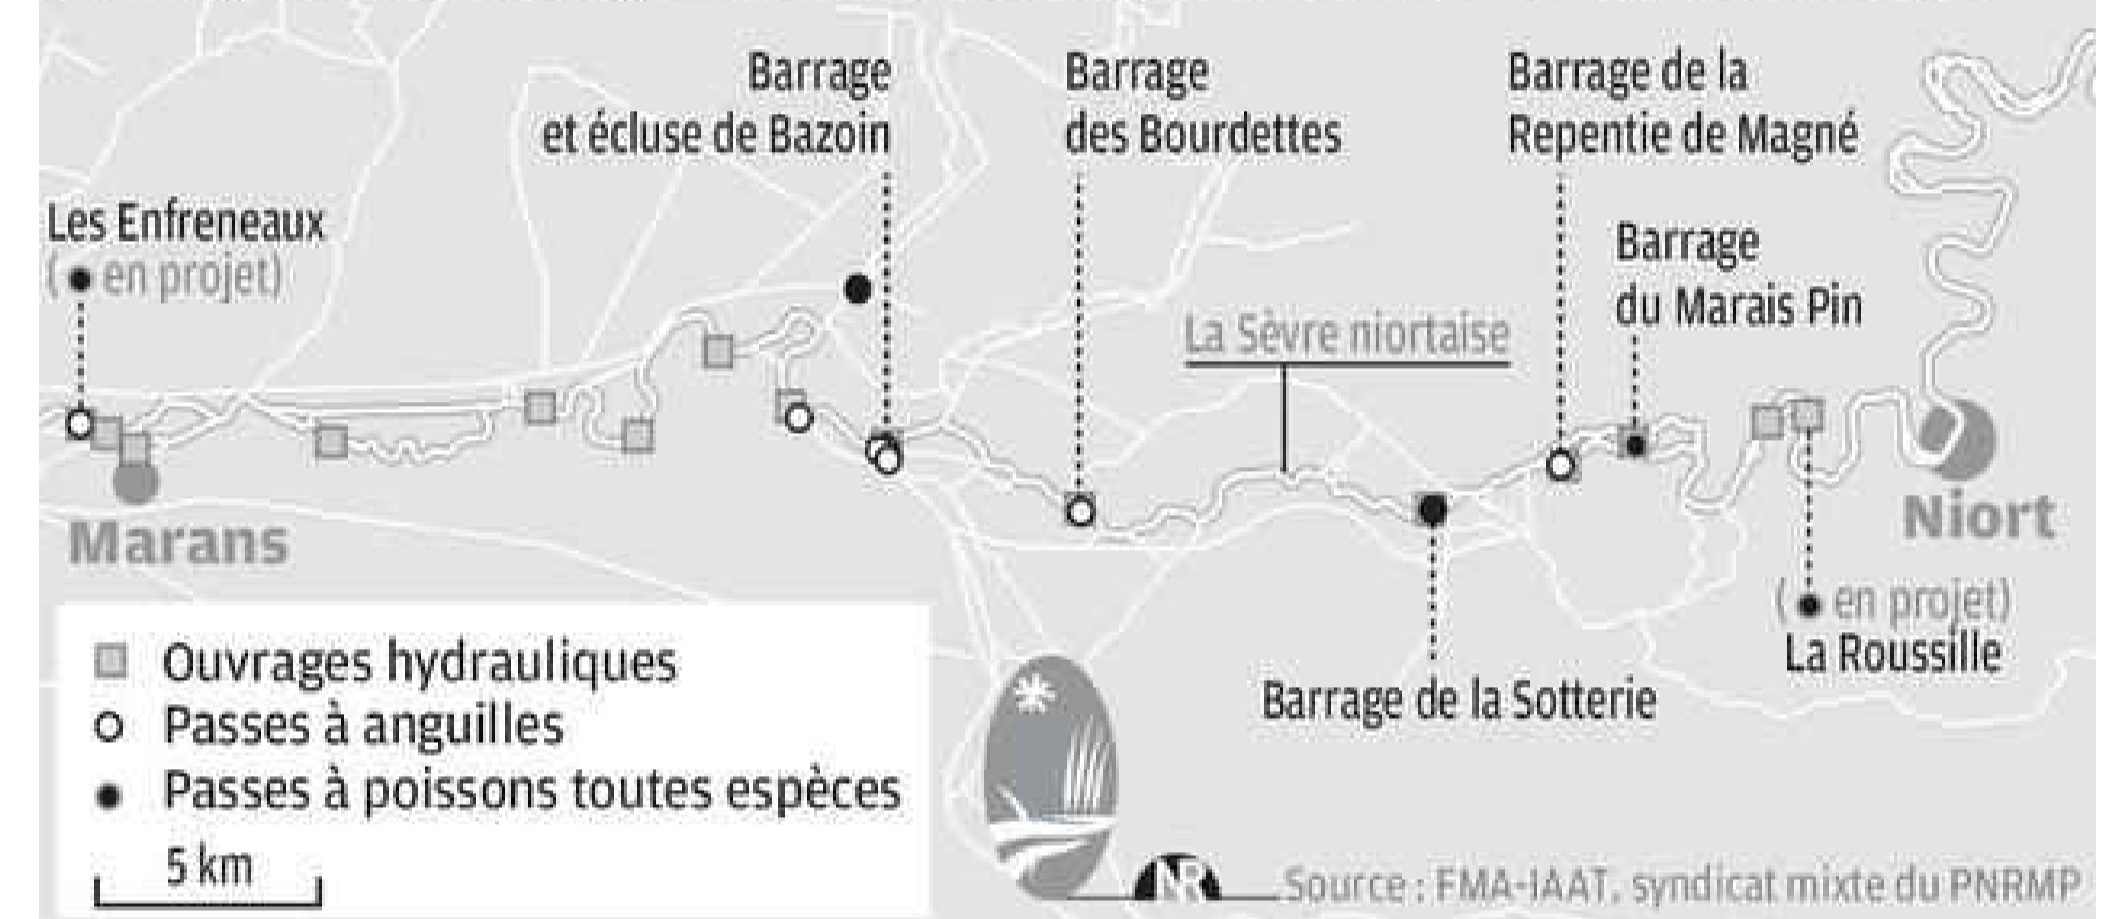 Barrage
et écluse de Bazoin
Barrage
des Bourdettes
Barrage de la
Repentie de Magné
Les Enfreneaux
( en projet)
Barrage
du Marais Pin
La Sèvre niortaise
Marans
Niort
( en projet)
La Roussille
Barrage de la Sotterie
Ouvrages hydrauliques
Passes à anguilles
Passes à poissons toutes espèces
5 km
NR
Source : FMA-IAAT, syndicat mixte du PNRMP